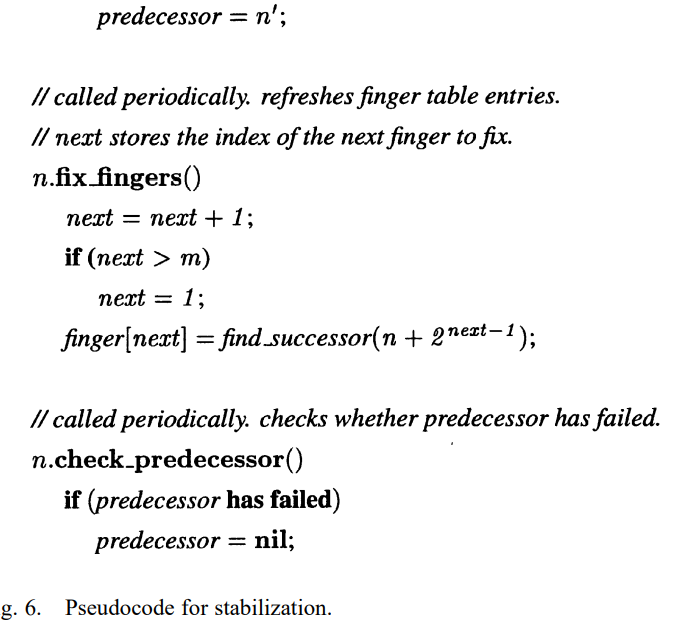 predecessor = n′;
// called periodically. refreshes finger table entries.
// next stores the index of the next finger to fix.
n.fix_fingers()
next = next + 1;
if (next > m)
next = 1;
finger[next] = find_successor(n + 2^{next−1});
// called periodically. checks whether predecessor has failed.
n.check_predecessor()
if (predecessor has failed)
predecessor = nil;
g. 6. Pseudocode for stabilization.